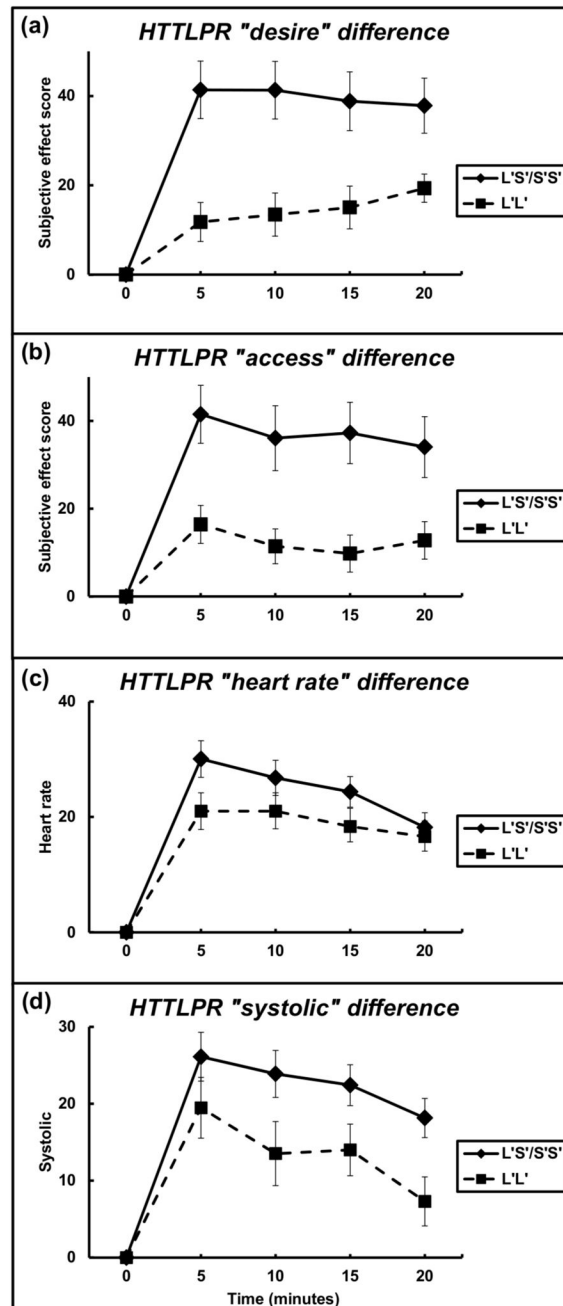 (a)
HTTLPR "desire" difference
Subjective effect score
40
20
0
0 5 10 15 20
L'S'/S'S'
L'L'
(b)
HTTLPR "access" difference
Subjective effect score
40
20
0
0 5 10 15 20
L'S'/S'S'
L'L'
(c)
HTTLPR "heart rate" difference
Heart rate
40
20
0
0 5 10 15 20
L'S'/S'S'
L'L'
(d)
HTTLPR "systolic" difference
Systolic
30
20
10
0
0 5 10 15 20
Time (minutes)
L'S'/S'S'
L'L'